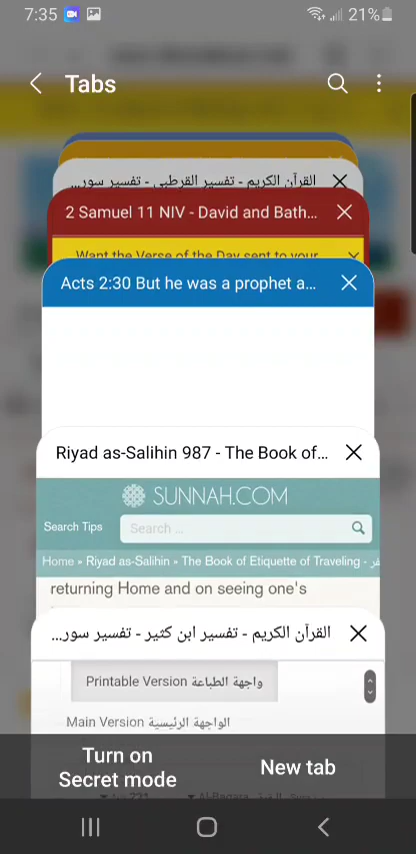 7:35
21%
Tabs
القرآن الكريم - تفسير القرطبي - تفسير سور...
2 Samuel 11 NIV - David and Bath...
Want the Verse of the Day sent to your
Acts 2:30 But he was a prophet a...
Riyad as-Salihin 987 - The Book of...
SUNNAH.COM
Search Tips
Search ...
Home » Riyad as-Salihin » The Book of Etiquette of Traveling -
returning Home and on seeing one's
القرآن الكريم - تفسير ابن كثير - تفسير سور...
Printable Version واجهة الطباعة
Main Version الواجهة الرئيسية
Turn on
Secret mode
New tab